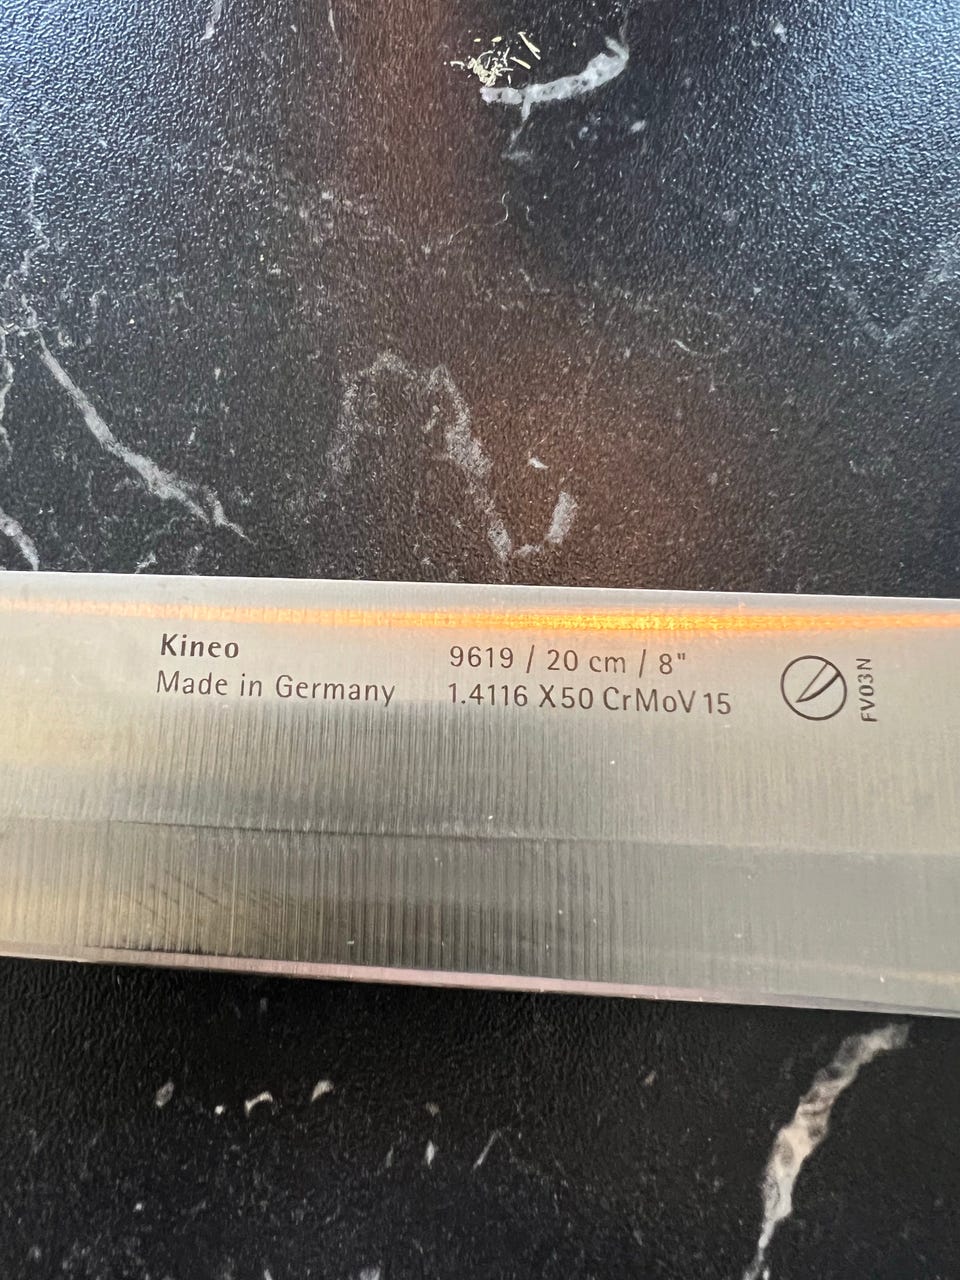 Kineo
Made in Germany
9619 / 20 cm / 8"
1.4116 X50 CrMoV 15
FV03N